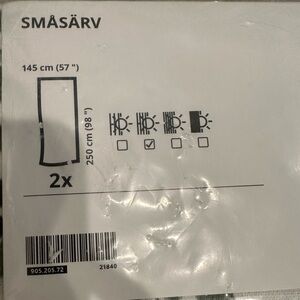 SMÅSÄRV
145 cm (57 ")
250 cm (98 ")
2x
905.205.72
21840